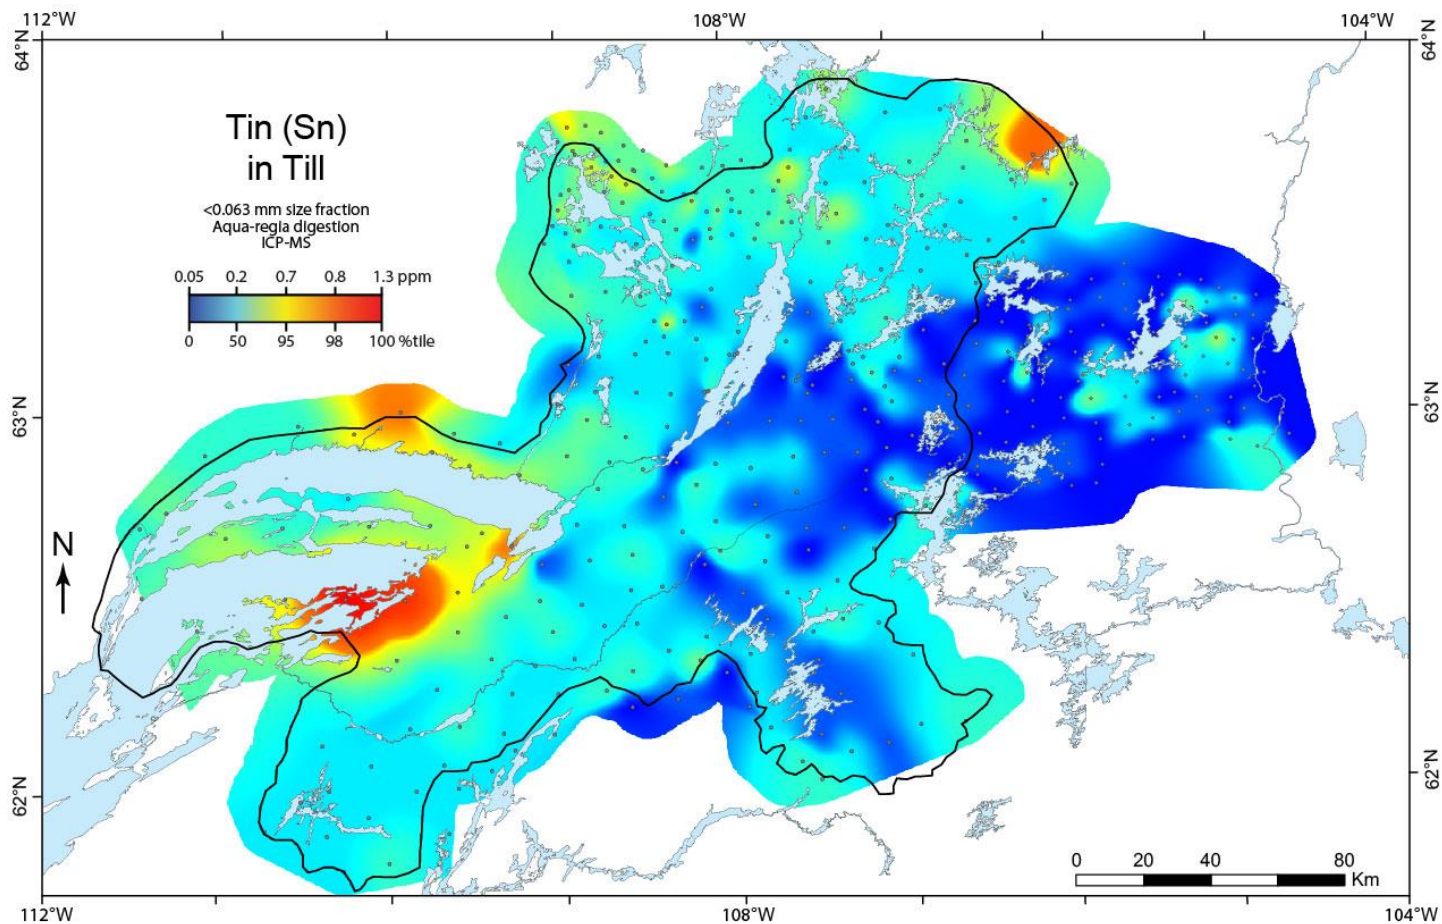 112°W 108°W 104°W
64°N 64°N
Tin (Sn)
in Till
<0.063 mm size fraction
Aqua-regia digestion
ICP-MS
0.05 0.2 0.7 0.8 1.3 ppm
0 50 95 98 100 %tile
63°N 63°N
N
62°N 62°N
0 20 40 80
Km
112°W 108°W 104°W